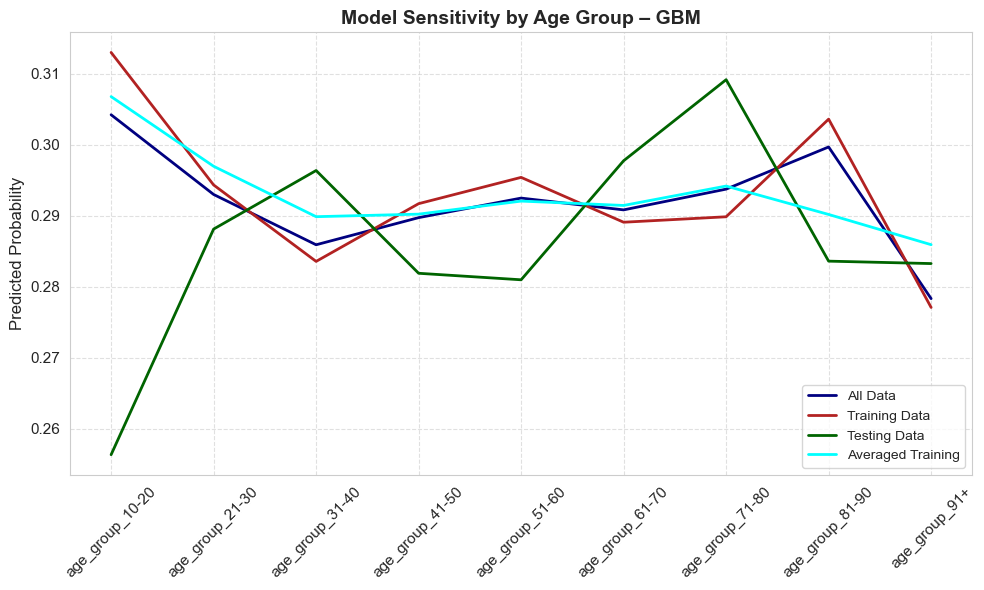 Model Sensitivity by Age Group – GBM
Predicted Probability
0.31
0.30
0.29
0.28
0.27
0.26
All Data
Training Data
Testing Data
Averaged Training
age_group_10-20
age_group_21-30
age_group_31-40
age_group_41-50
age_group_51-60
age_group_61-70
age_group_71-80
age_group_81-90
age_group_91+